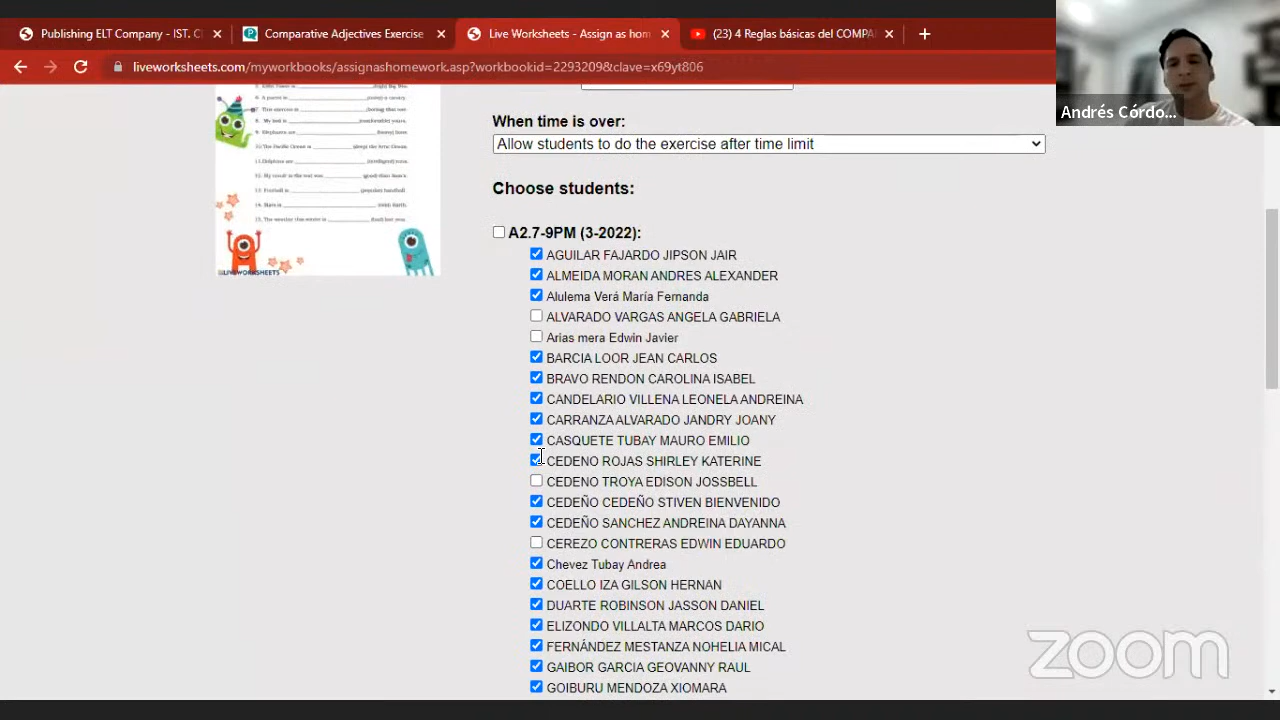 Publishing ELT Company - IST. C
Comparative Adjectives Exercise
Live Worksheets - Assign as hom
(23) 4 Reglas básicas del COMPA
liveworksheets.com/myworkbooks/assignashomework.asp?workbookid=2293209&clave=x69yt806
Andrés Córdo...
When time is over:
Allow students to do the exercise after time limit
Choose students:
A2.7-9PM (3-2022):
AGUILAR FAJARDO JIPSON JAIR
ALMEIDA MORAN ANDRES ALEXANDER
Alulema Verá María Fernanda
ALVARADO VARGAS ANGELA GABRIELA
Arias mera Edwin Javier
BARCIA LOOR JEAN CARLOS
BRAVO RENDON CAROLINA ISABEL
CANDELARIO VILLENA LEONELA ANDREINA
CARRANZA ALVARADO JANDRY JOANY
CASQUETE TUBAY MAURO EMILIO
CEDENO ROJAS SHIRLEY KATERINE
CEDENO TROYA EDISON JOSSBELL
CEDEÑO CEDEÑO STIVEN BIENVENIDO
CEDEÑO SANCHEZ ANDREINA DAYANNA
CEREZO CONTRERAS EDWIN EDUARDO
Chevez Tubay Andrea
COELLO IZA GILSON HERNAN
DUARTE ROBINSON JASSON DANIEL
ELIZONDO VILLALTA MARCOS DARIO
FERNÁNDEZ MESTANZA NOHELIA MICAL
GAIBOR GARCIA GEOVANNY RAUL
GOIBURU MENDOZA XIOMARA
LIVEWORKSHEETS
zoom